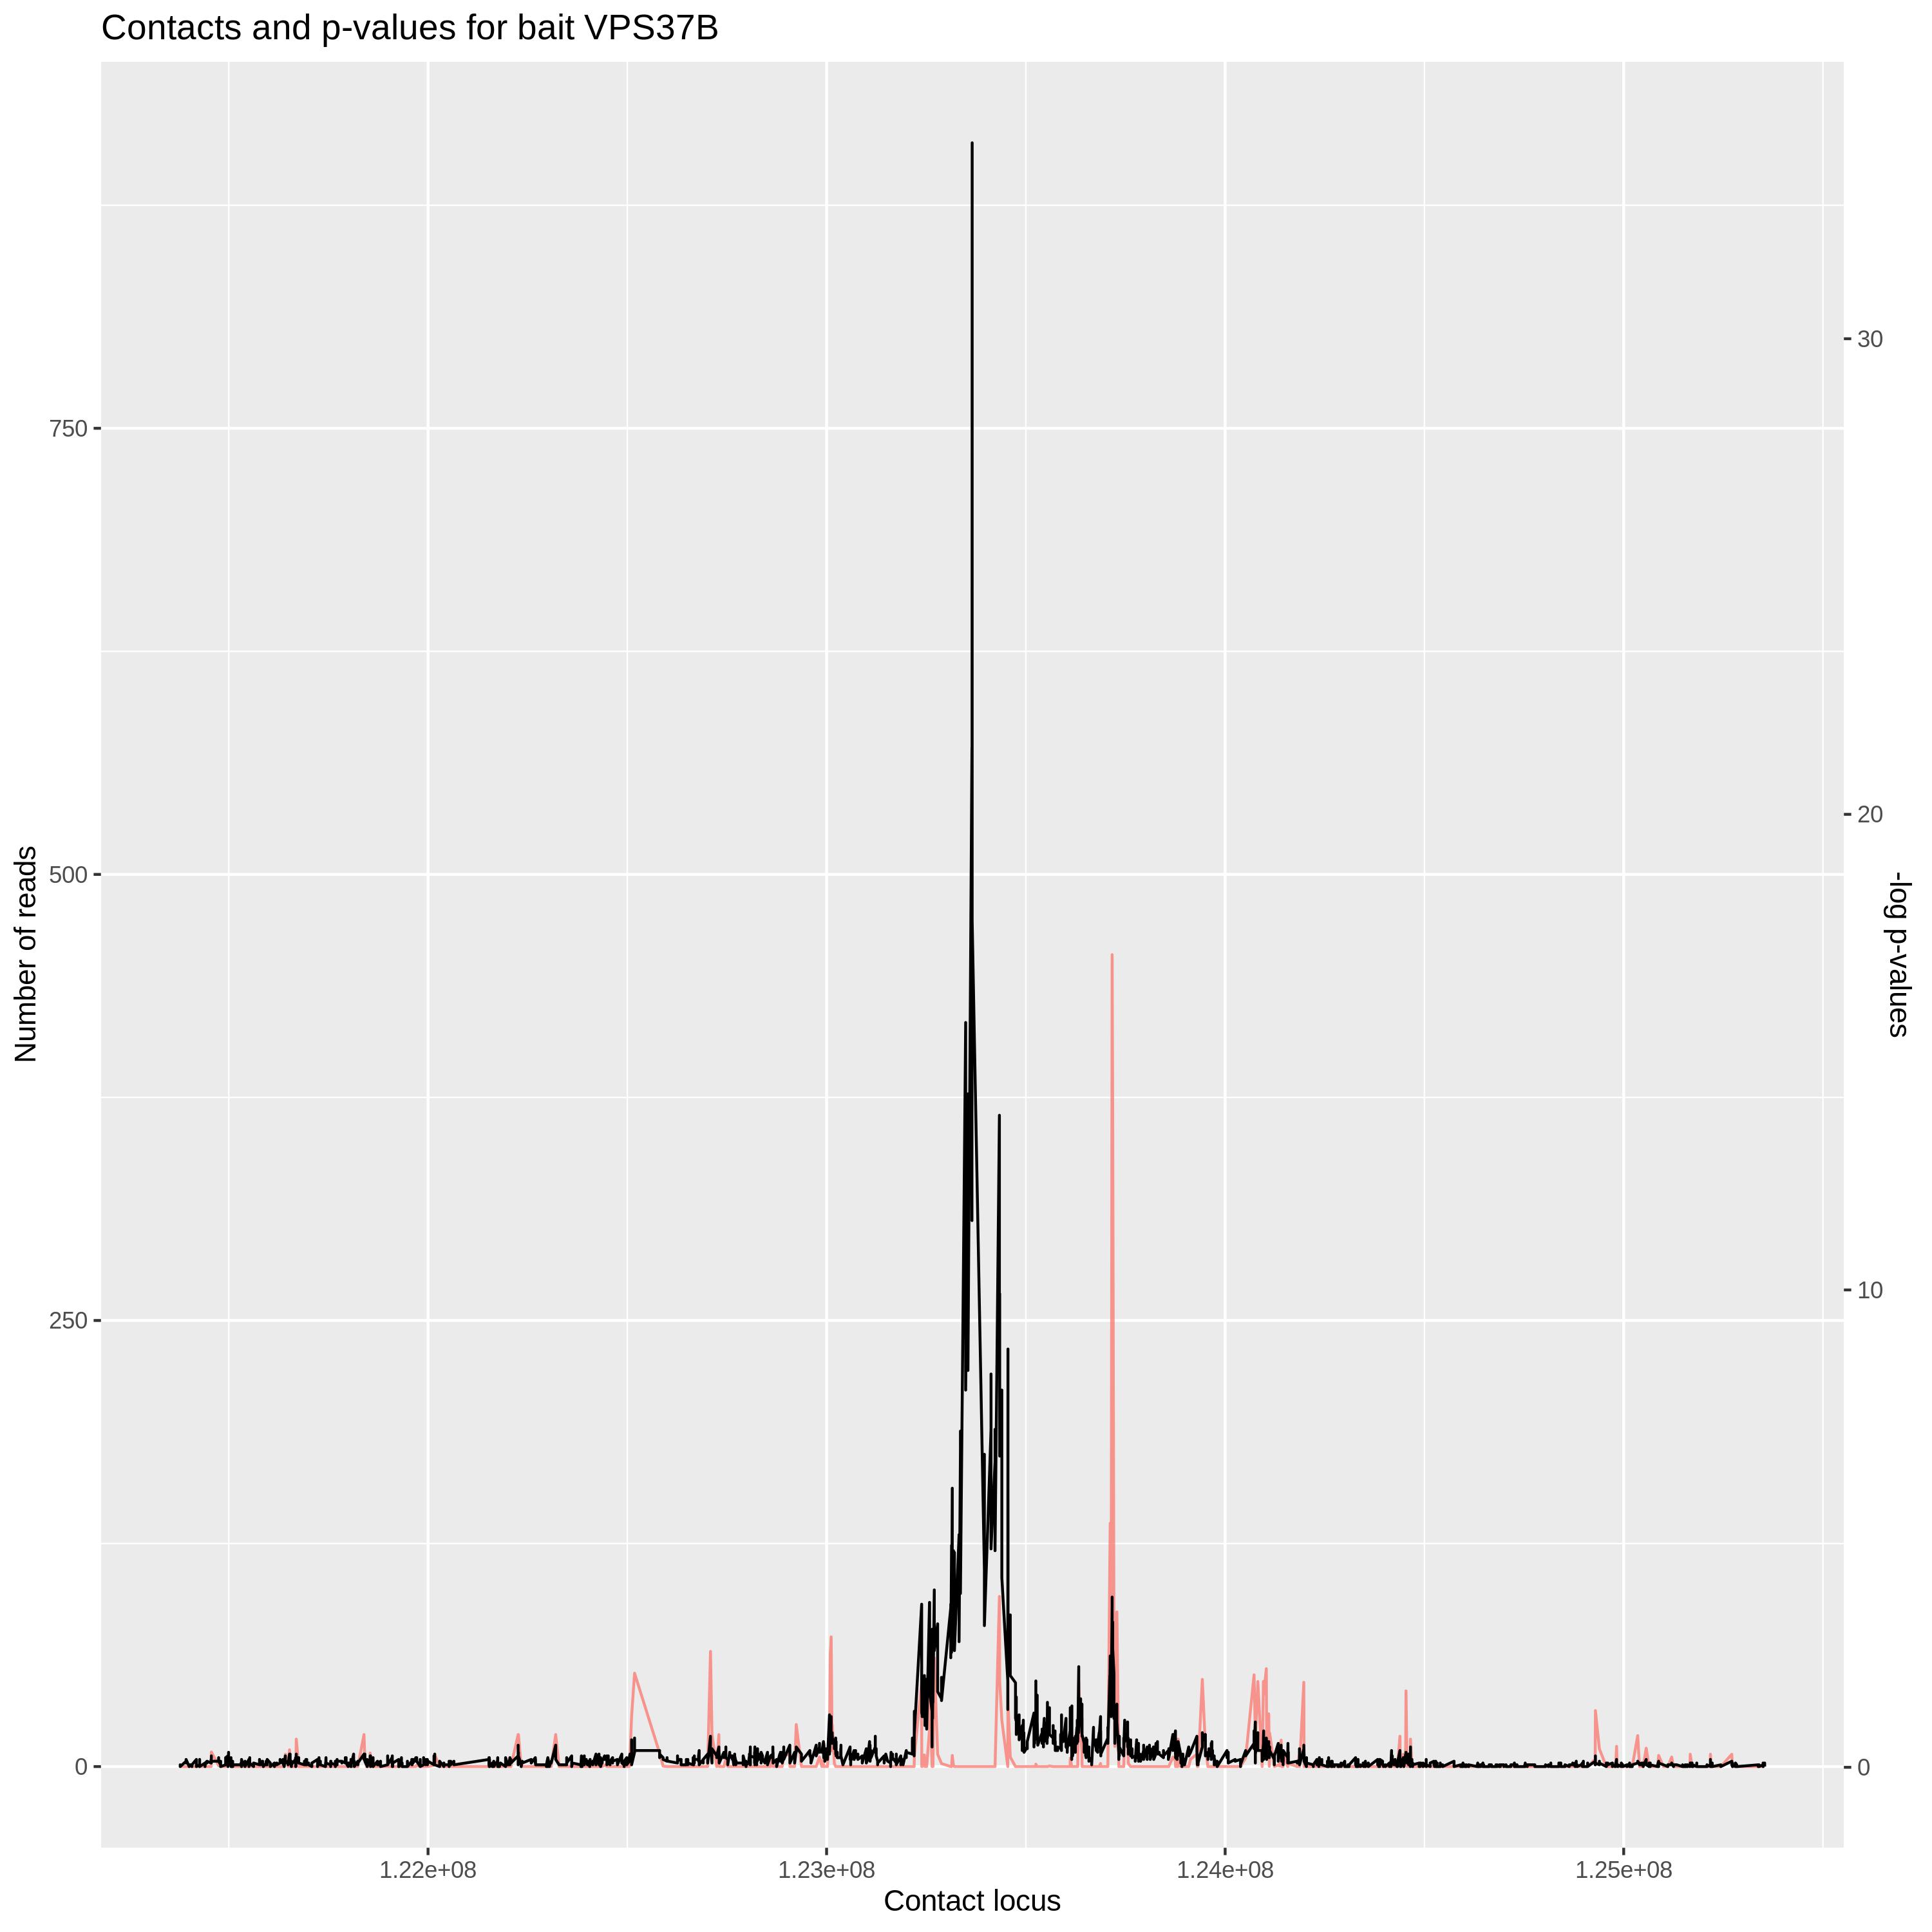 Contacts and p-values for bait VPS37B
Number of reads
750
500
250
0
30
20
10
0
-log p-values
1.22e+08 1.23e+08 1.24e+08 1.25e+08
Contact locus